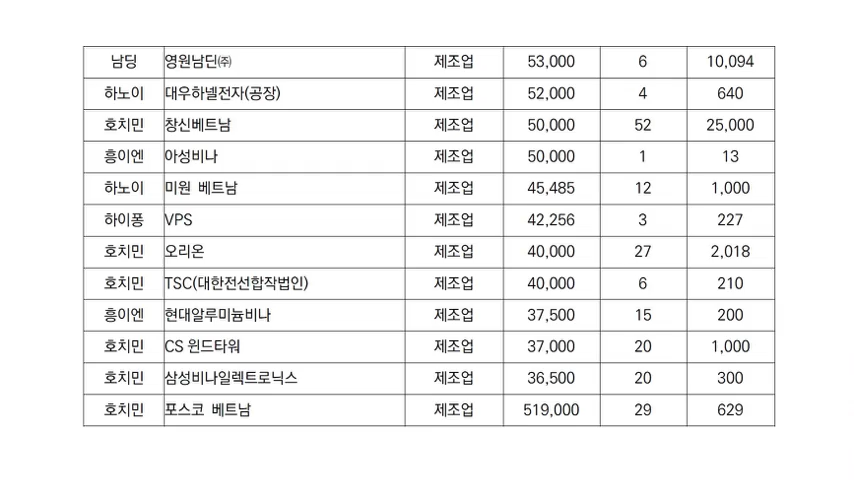 남딩 영원남딘㈜ 제조업 53,000 6 10,094
하노이 대우하넬전자(공장) 제조업 52,000 4 640
호치민 창신베트남 제조업 50,000 52 25,000
흥이엔 아성비나 제조업 50,000 1 13
하노이 미원 베트남 제조업 45,485 12 1,000
하이퐁 VPS 제조업 42,256 3 227
호치민 오리온 제조업 40,000 27 2,018
호치민 TSC(대한전선합작법인) 제조업 40,000 6 210
흥이엔 현대알루미늄비나 제조업 37,500 15 200
호치민 CS 윈드타워 제조업 37,000 20 1,000
호치민 삼성비나일렉트로닉스 제조업 36,500 20 300
호치민 포스코 베트남 제조업 519,000 29 629